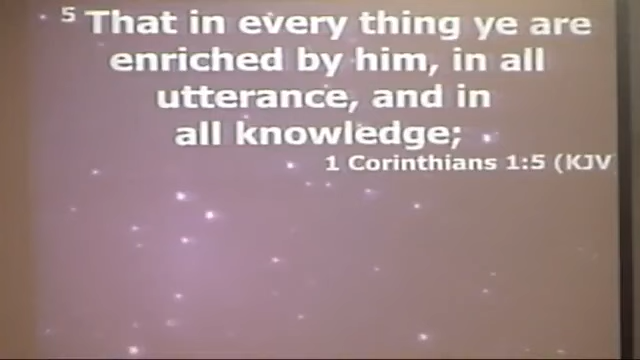 5 That in every thing ye are
enriched by him, in all
utterance, and in
all knowledge;
1 Corinthians 1:5 (KJV